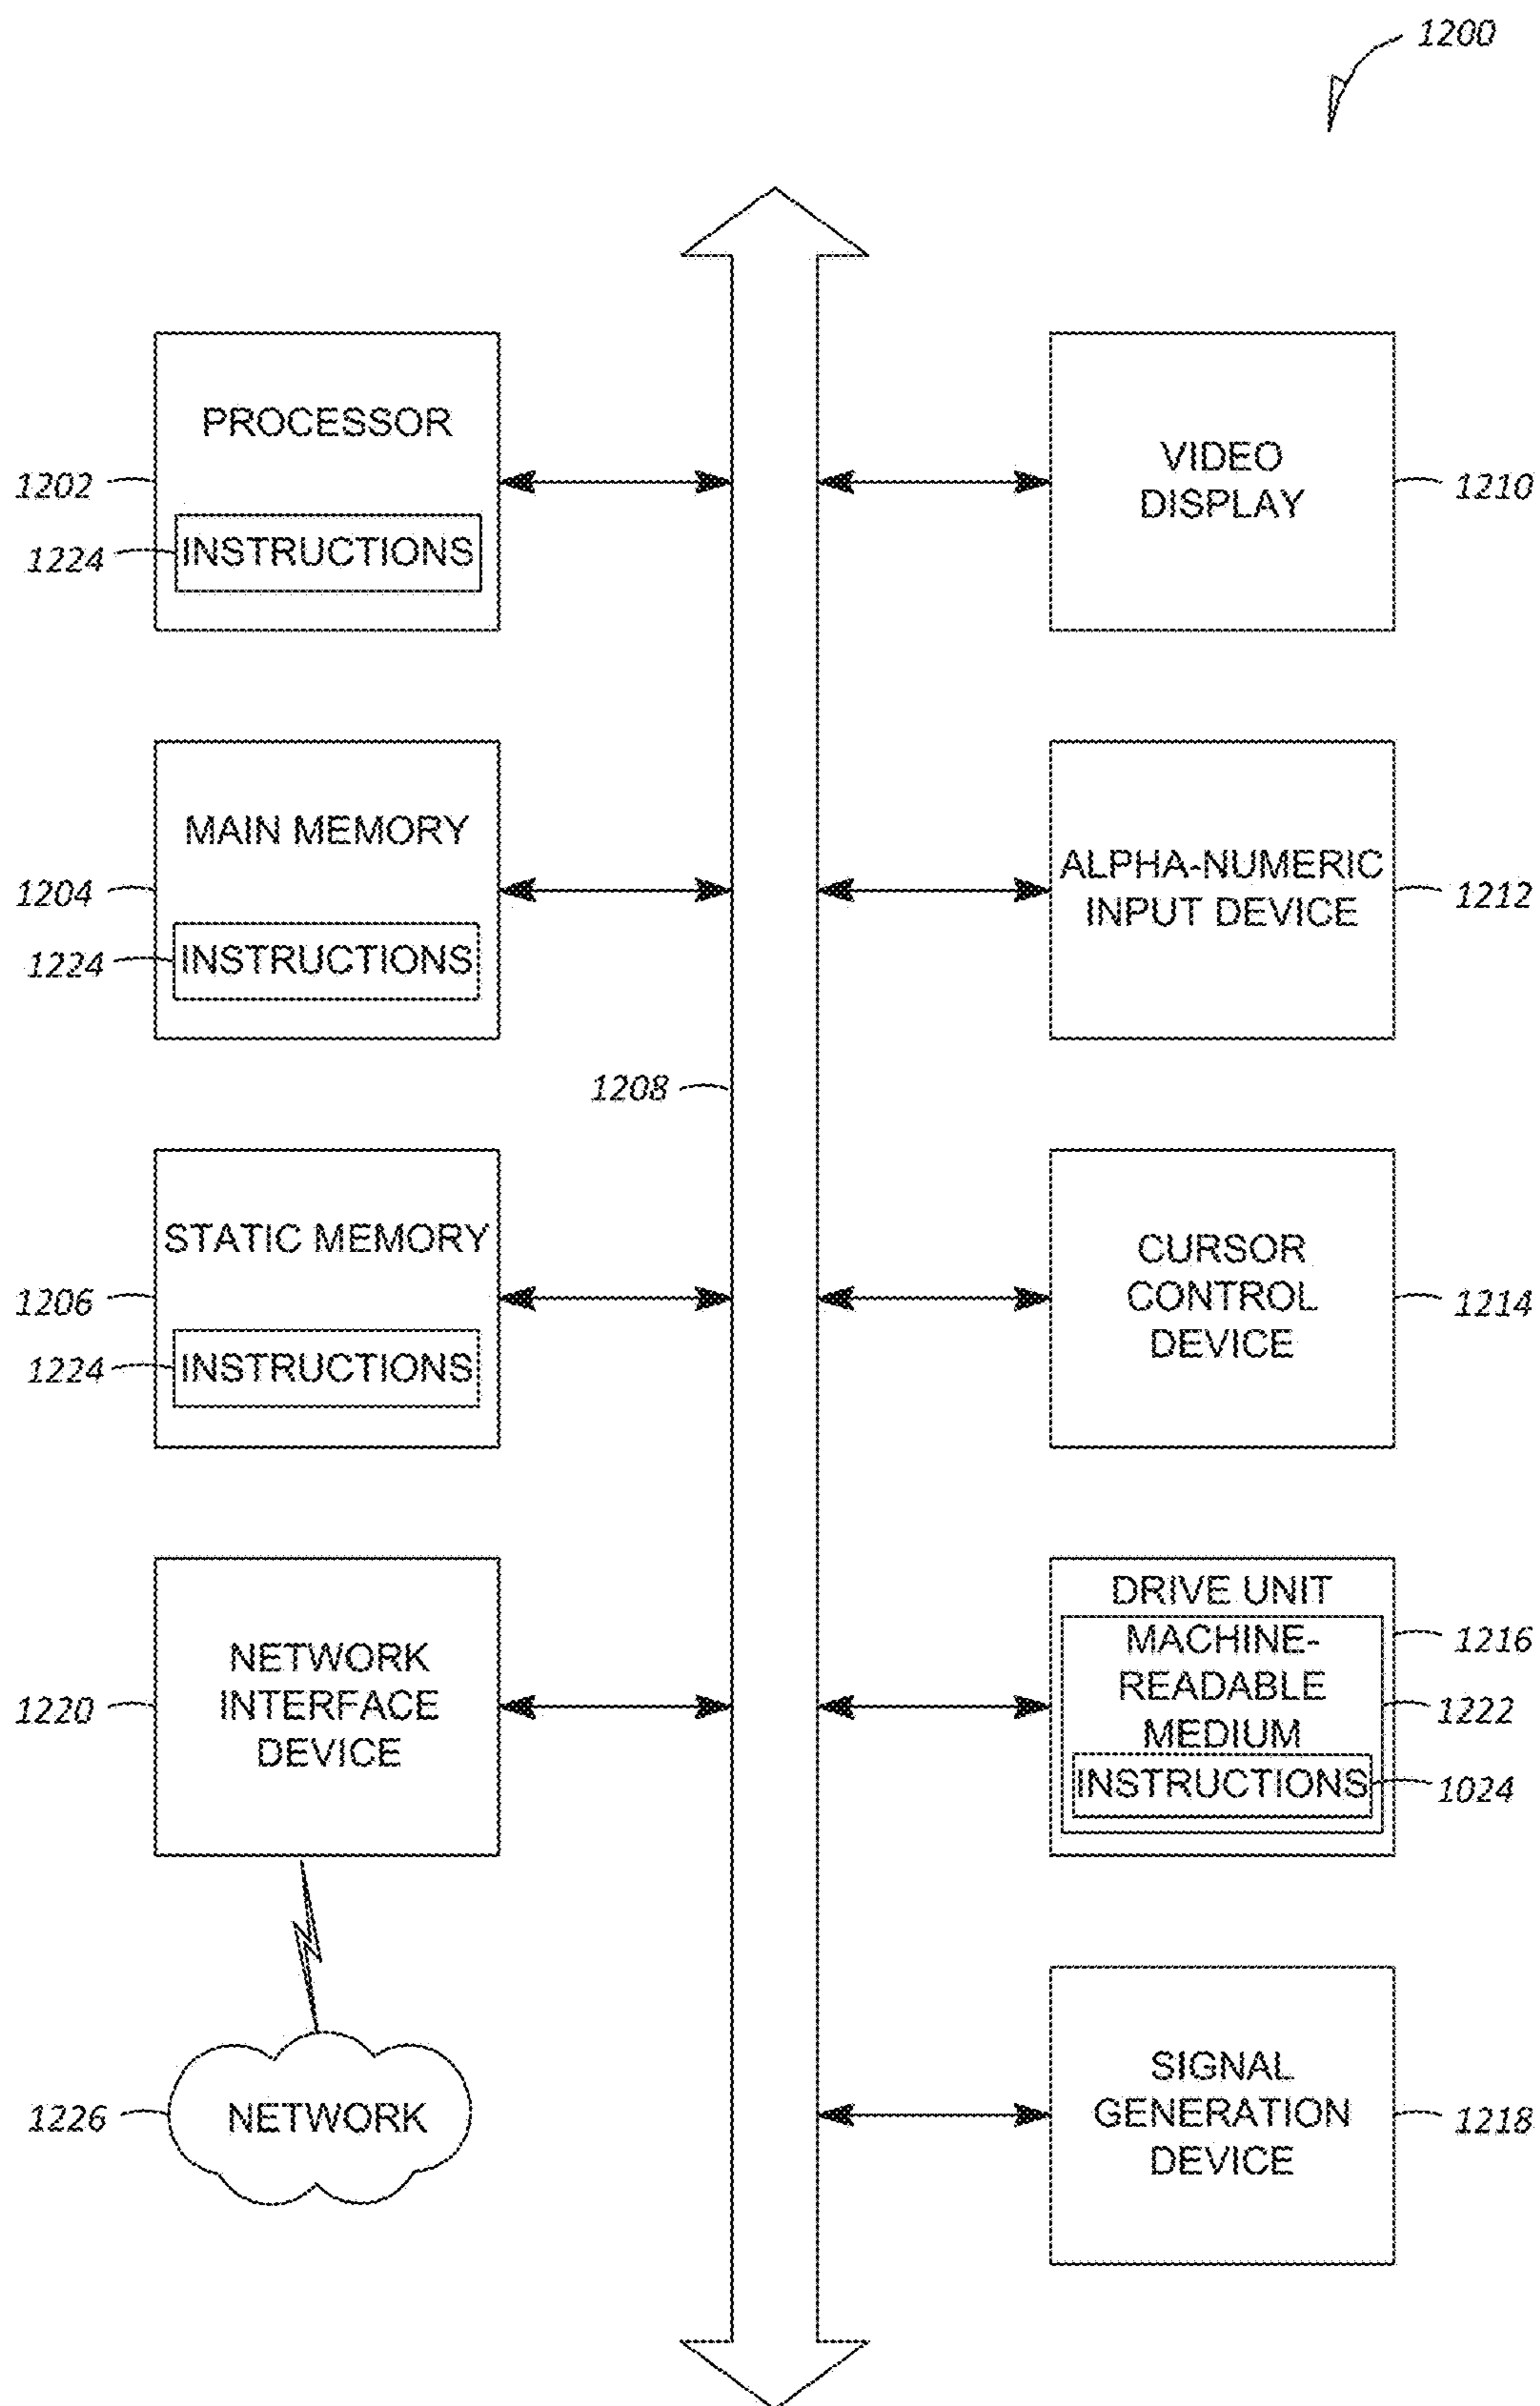 1200
PROCESSOR
1202
INSTRUCTIONS
1224
VIDEO
DISPLAY
1210
MAIN MEMORY
1204
INSTRUCTIONS
1224
ALPHA-NUMERIC
INPUT DEVICE
1212
1208
STATIC MEMORY
1206
INSTRUCTIONS
1224
CURSOR
CONTROL
DEVICE
1214
NETWORK
INTERFACE
DEVICE
1220
DRIVE UNIT
1216
MACHINE-
READABLE
MEDIUM
1222
INSTRUCTIONS
1024
NETWORK
1226
SIGNAL
GENERATION
DEVICE
1218